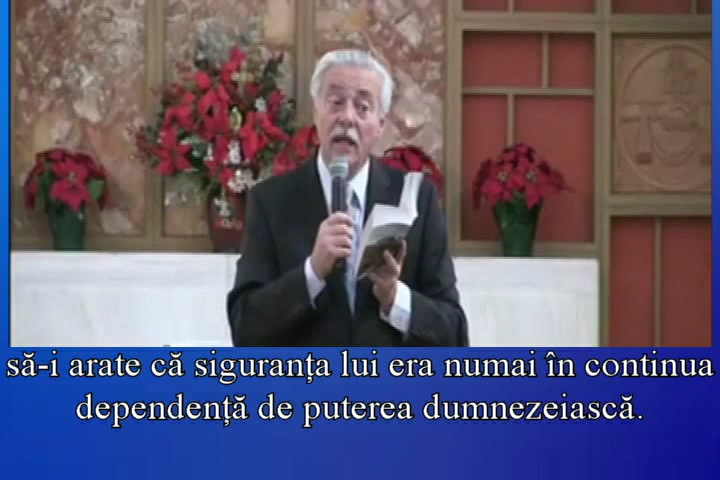 să-i arate că siguranța lui era numai în continua
dependență de puterea dumnezeiască.